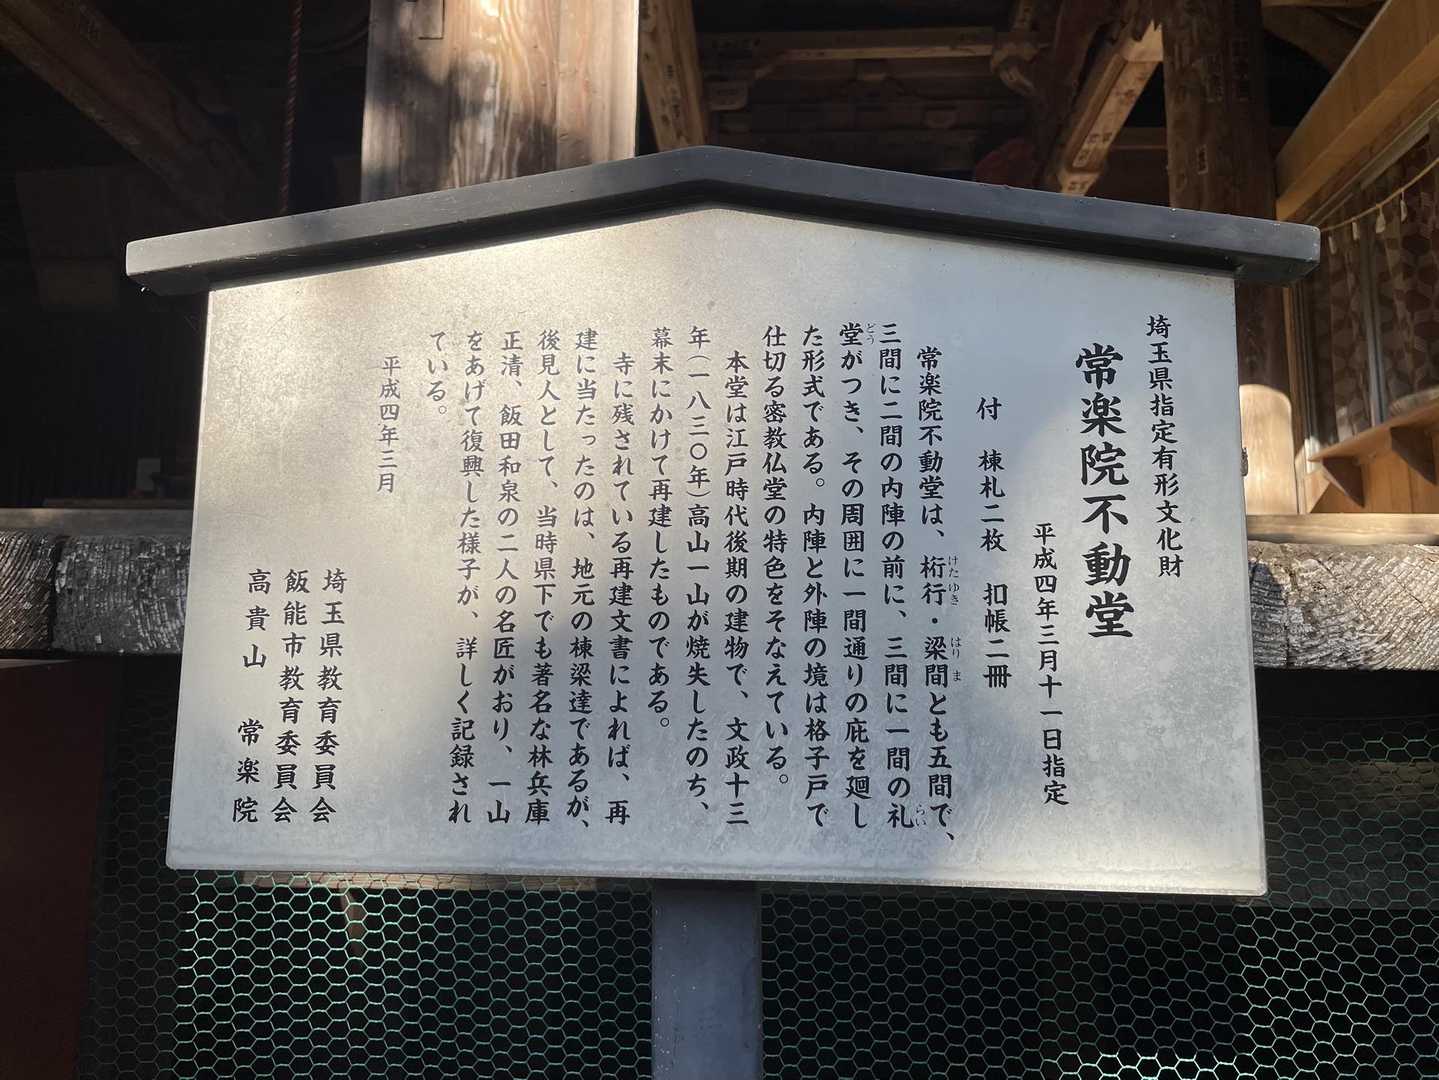 埼玉県指定有形文化財
常楽院不動堂
平成四年三月十一日指定
付　棟札二枚　扣帳二冊
常楽院不動堂は、桁行・梁間とも五間で、
三間に二間の内陣の前に、三間に一間の礼
堂がつき、その周囲に一間通りの庇を廻し
た形式である。内陣と外陣の境は格子戸で
仕切る密教仏堂の特色をそなえている。
本堂は江戸時代後期の建物で、文政十三
年（一八三〇年）高山一山が焼失したのち、
幕末にかけて再建したものである。
寺に残されている再建文書によれば、再
建に当たったのは、地元の棟梁達であるが、
後見人として、当時県下でも著名な林兵庫
正清、飯田和泉の二人の名匠がおり、一山
をあげて復興した様子が、詳しく記録され
ている。
平成四年三月
埼玉県教育委員会
飯能市教育委員会
高貴山　常楽院